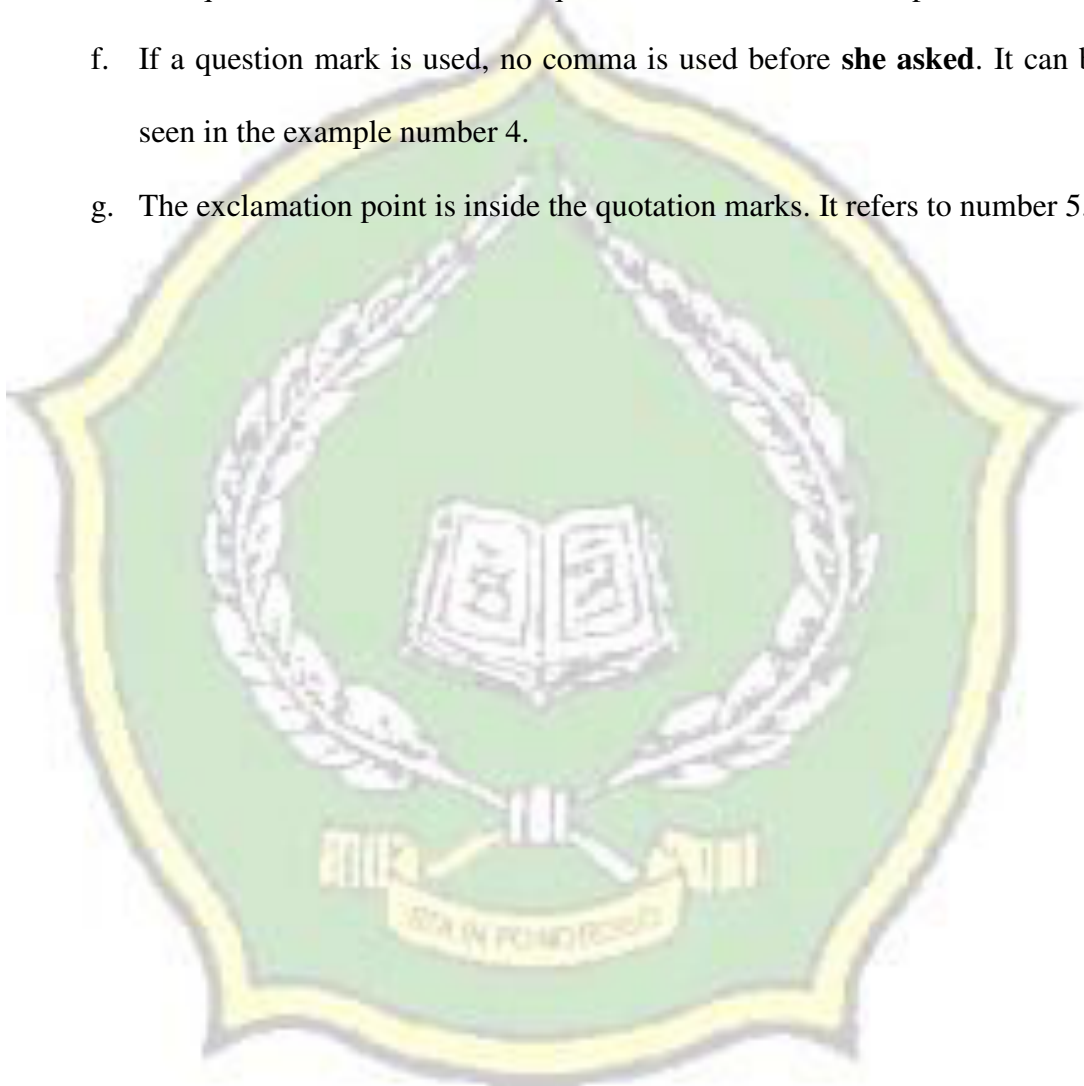 f. If a question mark is used, no comma is used before she asked. It can b
seen in the example number 4.
g. The exclamation point is inside the quotation marks. It refers to number 5.